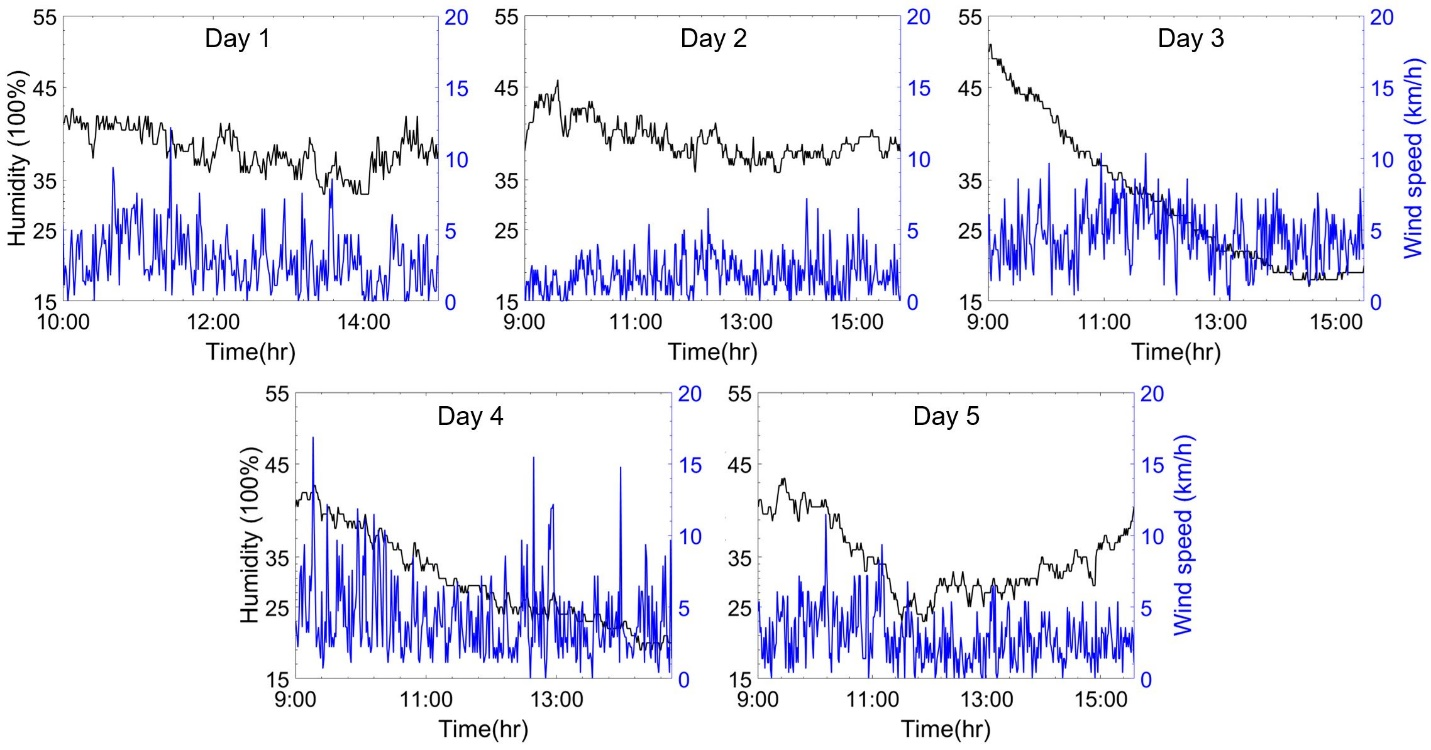 Day 1
Humidity (100%)
55
45
35
25
15
20
15
10
5
0
10:00 12:00 14:00
Time(hr)
Day 2
55
45
35
25
15
20
15
10
5
0
9:00 11:00 13:00 15:00
Time(hr)
Day 3
55
45
35
25
15
20
15
10
5
0
Wind speed (km/h)
9:00 11:00 13:00 15:00
Time(hr)
Day 4
Humidity (100%)
55
45
35
25
15
20
15
10
5
0
9:00 11:00 13:00
Time(hr)
Day 5
55
45
35
25
15
20
15
10
5
0
Wind speed (km/h)
9:00 11:00 13:00 15:00
Time(hr)